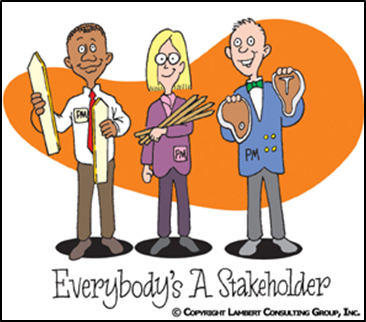 PM
PM
PM
Everybody's A Stakeholder
© Copyright Lambert Consulting Group, Inc.